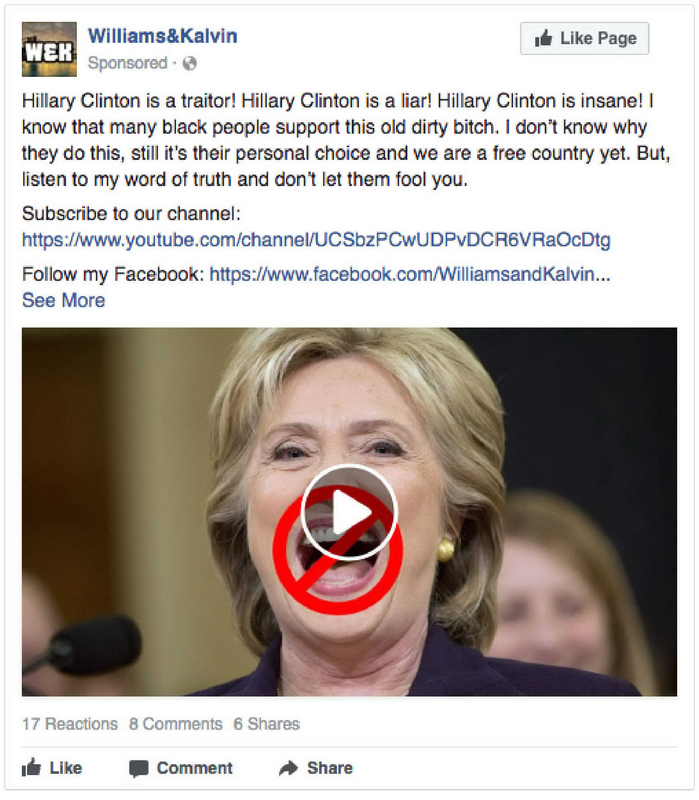 W&K
Williams&Kalvin
Like Page
Sponsored ·
Hillary Clinton is a traitor! Hillary Clinton is a liar! Hillary Clinton is insane! I
know that many black people support this old dirty bitch. I don't know why
they do this, still it's their personal choice and we are a free country yet. But,
listen to my word of truth and don't let them fool you.
Subscribe to our channel:
https://www.youtube.com/channel/UCSbzPCwUDPvDCR6VRaOcDtg
Follow my Facebook: https://www.facebook.com/WilliamsandKalvin...
See More
17 Reactions 8 Comments 6 Shares
Like Comment Share